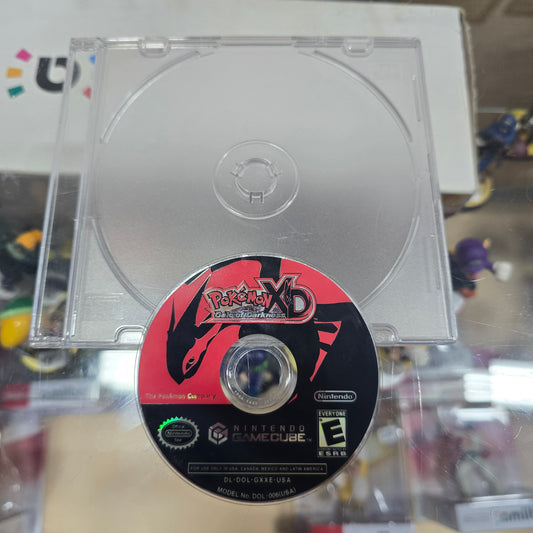 POKéMON XD
Gale of Darkness
The Pokémon Company
Nintendo
EVERYONE
E
ESRB
Official
Nintendo
Seal
NINTENDO
GAMECUBE™
FOR USE ONLY IN USA, CANADA, MEXICO AND LATIN AMERICA
DL-DOL-GXXE-USA
MODEL No. DOL-006(USA)